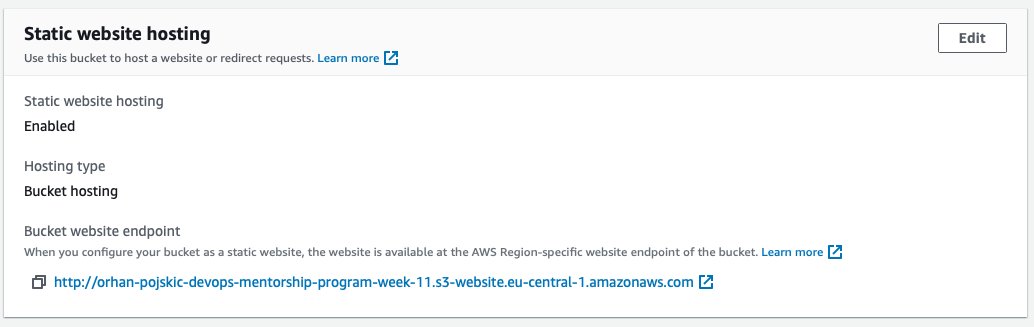 Static website hosting
Edit
Use this bucket to host a website or redirect requests. Learn more
Static website hosting
Enabled
Hosting type
Bucket hosting
Bucket website endpoint
When you configure your bucket as a static website, the website is available at the AWS Region-specific website endpoint of the bucket. Learn more
http://orhan-pojskic-devops-mentorship-program-week-11.s3-website.eu-central-1.amazonaws.com